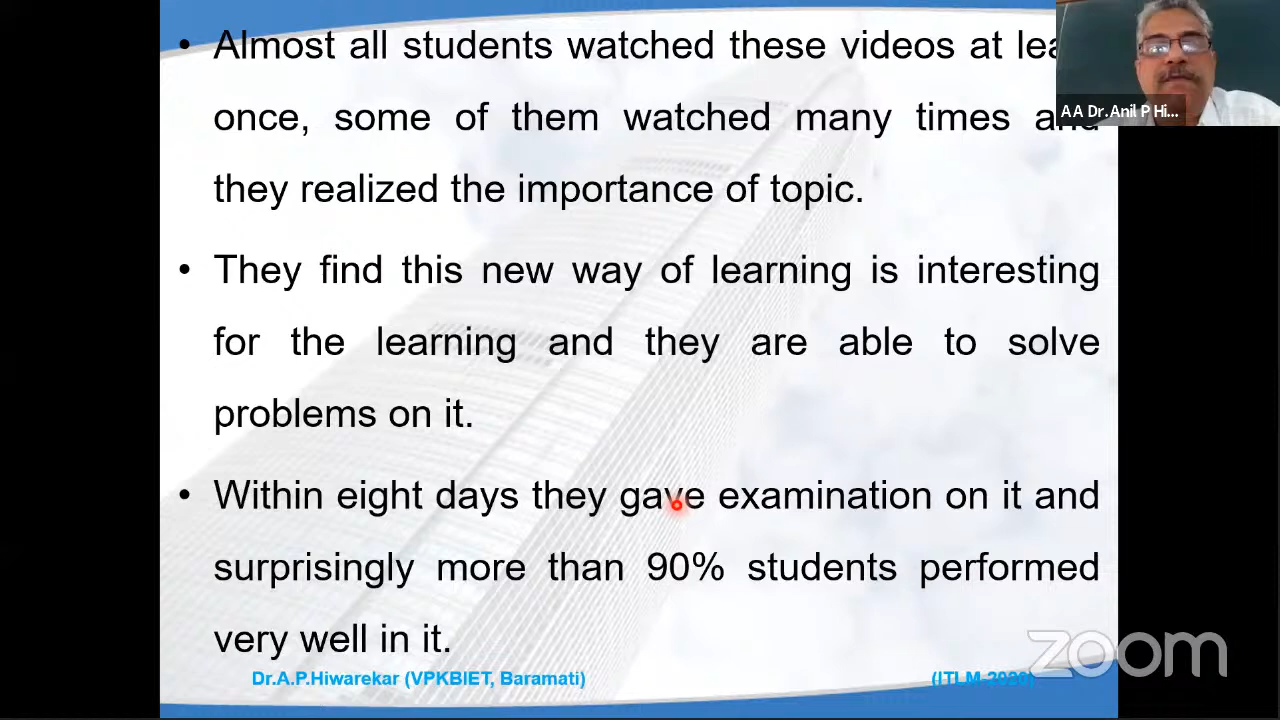 • Almost all students watched these videos at
once, some of them watched many times and
they realized the importance of topic.
• They find this new way of learning is interesting
for the learning and they are able to solve
problems on it.
• Within eight days they gave examination on it and
surprisingly more than 90% students performed
very well in it.
Dr.A.P.Hiwarekar (VPKBIET, Baramati)
(ITLM-2020)
A A Dr.Anil P Hi...
zoom